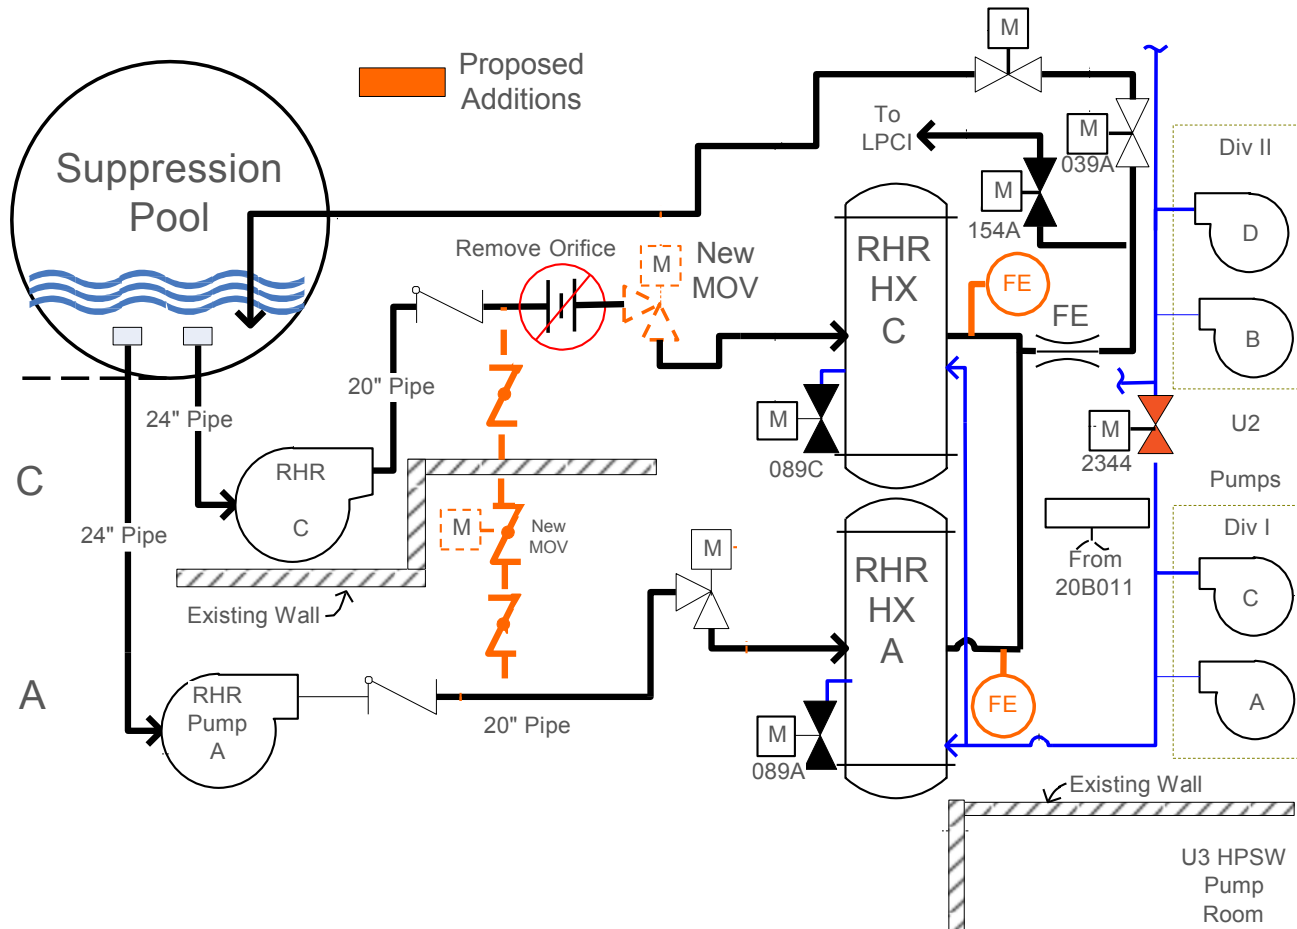 Proposed
Additions
M
To
LPCI
M
039A
Div II
Suppression
Pool
M
154A
D
Remove Orifice
M
New
MOV
RHR
HX
C
FE
FE
B
20" Pipe
24" Pipe
M
089C
M
2344
U2
Pumps
C
RHR
C
24" Pipe
M
New
MOV
M
RHR
HX
A
From
20B011
Div I
C
Existing Wall
A
RHR
Pump
A
20" Pipe
M
089A
FE
A
Existing Wall
U3 HPSW
Pump
Room